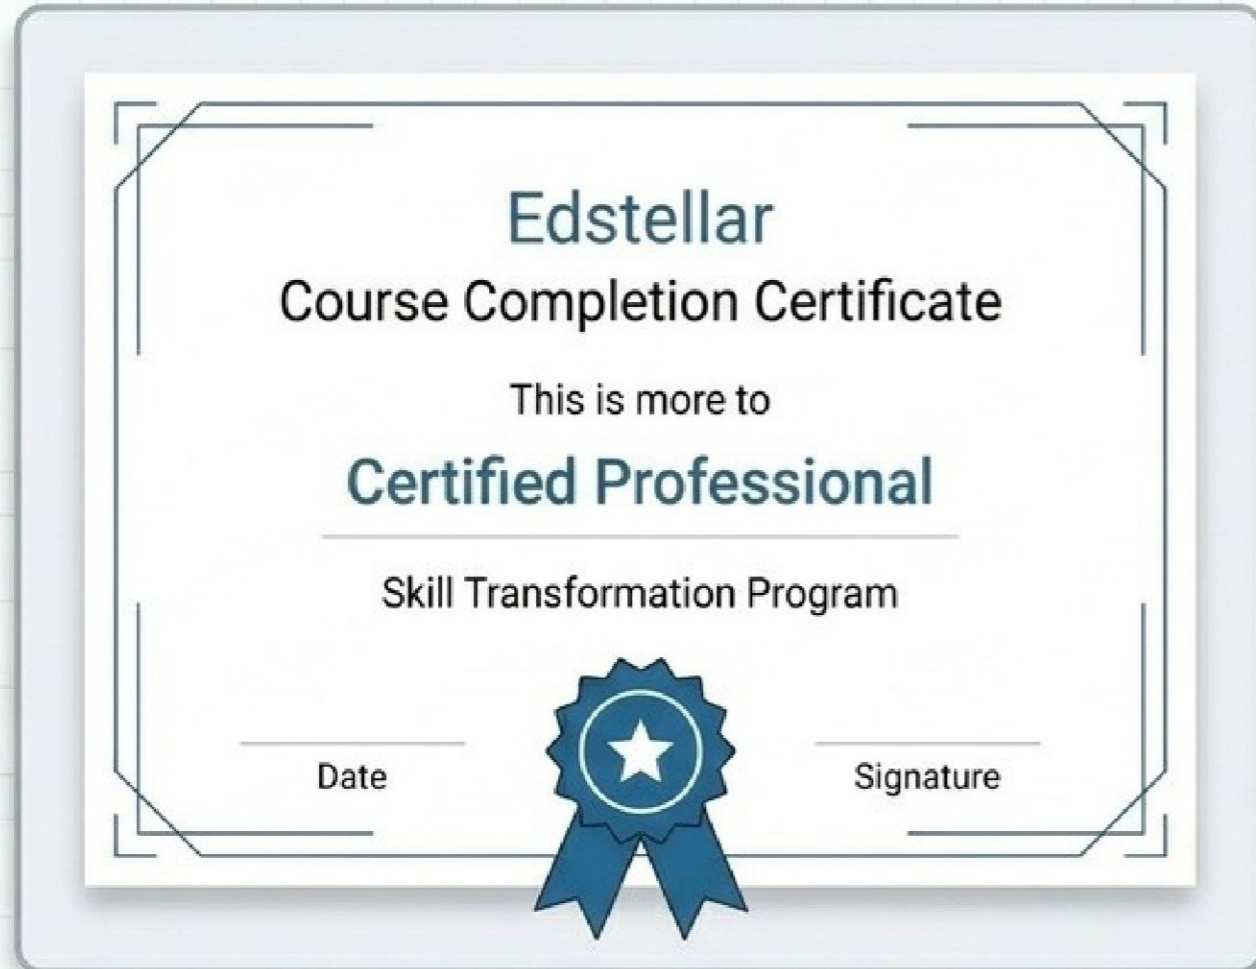 Edstellar
Course Completion Certificate
This is more to
Certified Professional
Skill Transformation Program
Date
Signature